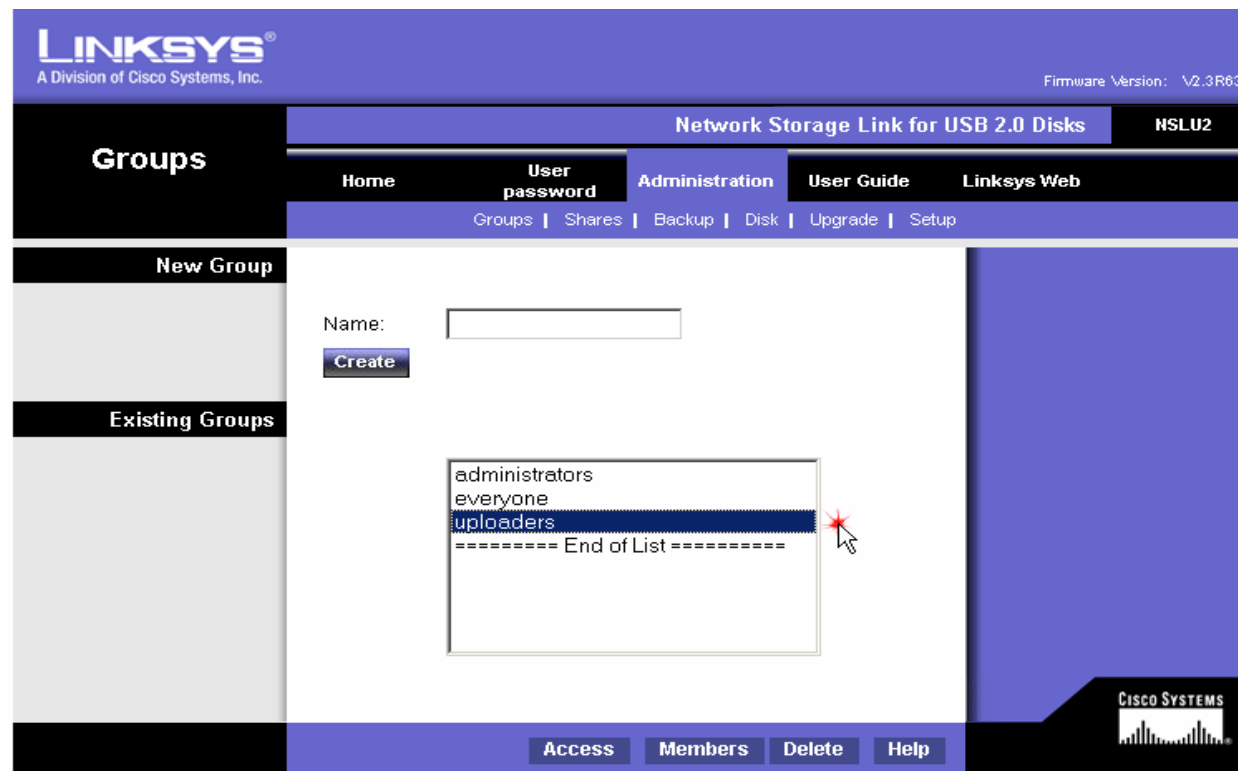 LINKSYS®
A Division of Cisco Systems, Inc.
Firmware Version: V2.3R63
Network Storage Link for USB 2.0 Disks NSLU2
Groups
Home User password Administration User Guide Linksys Web
Groups | Shares | Backup | Disk | Upgrade | Setup
New Group
Name:
Create
Existing Groups
administrators
everyone
uploaders
========= End of List ==========
CISCO SYSTEMS
Access Members Delete Help